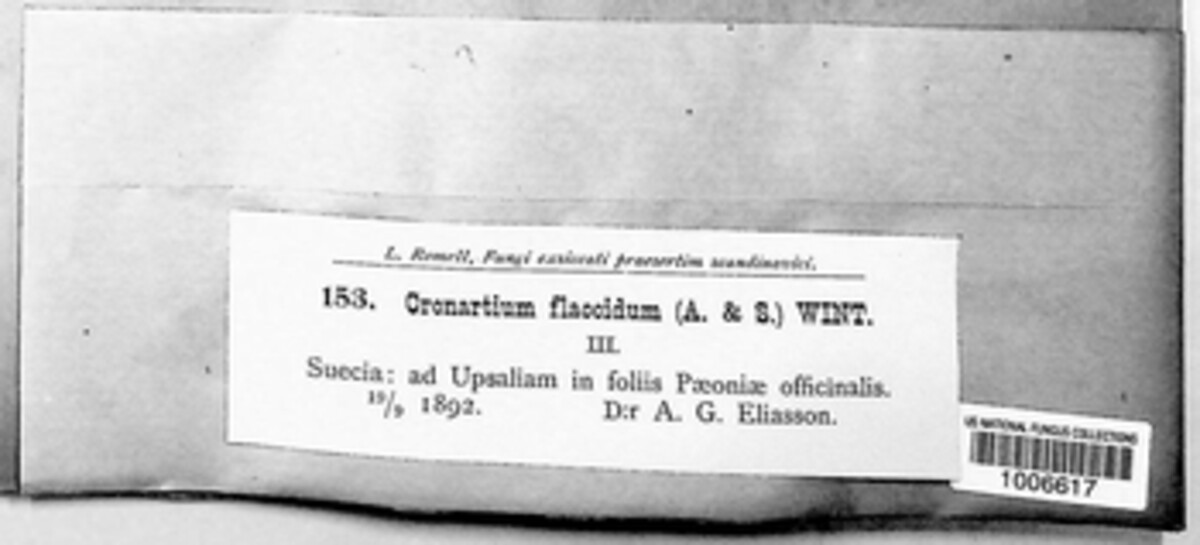 L. Romell, Fungi exsiccati praesertim scandinavici.
153. Cronartium flaccidum (A. & S.) WINT.
III.
Suecia: ad Upsaliam in foliis Pæoniæ officinalis.
19/9 1892. D:r A. G. Eliasson.
US NATIONAL FUNGUS COLLECTIONS
1006617